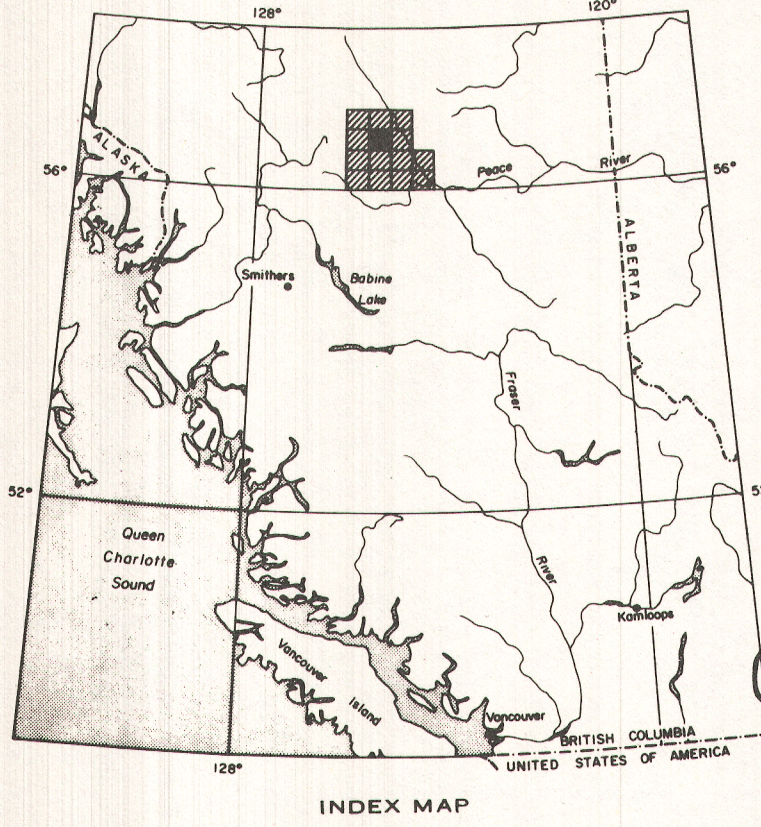 128°
120°
ALASKA
56°
Peace River
56°
ALBERTA
Smithers
Babine
Lake
Fraser
52°
Queen
Charlotte
Sound
River
Kamloops
Vancouver Island
Vancouver
BRITISH COLUMBIA
UNITED STATES OF AMERICA
128°
INDEX MAP